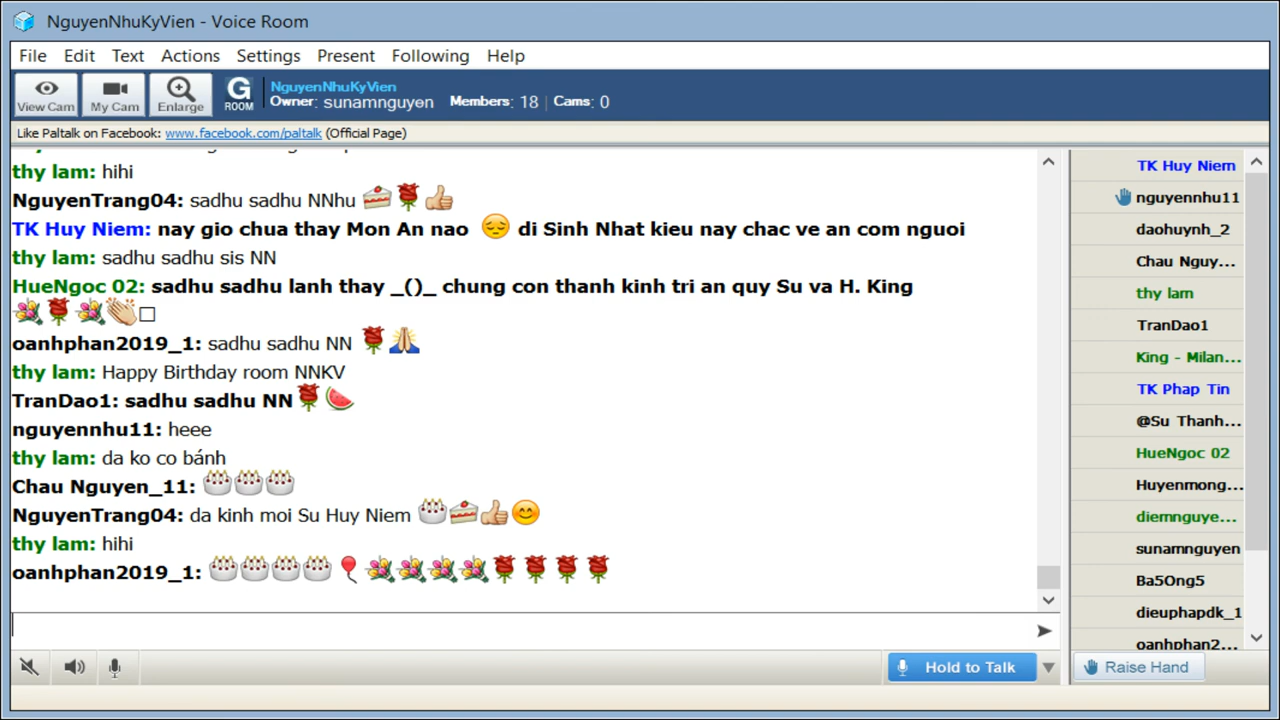 NguyenNhuKyVien - Voice Room
File Edit Text Actions Settings Present Following Help
View Cam My Cam Enlarge G ROOM
NguyenNhuKyVien
Owner: sunamnguyen Members: 18 | Cams: 0
Like Paltalk on Facebook: www.facebook.com/paltalk (Official Page)
thy lam: hihi
NguyenTrang04: sadhu sadhu NNhu 🍰🌹👍
TK Huy Niem: nay gio chua thay Mon An nao 😔 di Sinh Nhat kieu nay chac ve an com nguoi
thy lam: sadhu sadhu sis NN
HueNgoc 02: sadhu sadhu lanh thay _()_ chung con thanh kinh tri an quy Su va H. King
💐🌹💐👏□
oanhphan2019_1: sadhu sadhu NN 🌹🙏
thy lam: Happy Birthday room NNKV
TranDao1: sadhu sadhu NN🌹🍉
nguyennhu11: heee
thy lam: da ko co bánh
Chau Nguyen_11: 🎂🎂🎂
NguyenTrang04: da kinh moi Su Huy Niem 🎂🍰👍😊
thy lam: hihi
oanhphan2019_1: 🎂🎂🎂🎂🎈💐💐💐💐🌹🌹🌹🌹
TK Huy Niem
nguyennhu11
daohuynh_2
Chau Nguy...
thy lam
TranDao1
King - Milan...
TK Phap Tin
@Su Thanh...
HueNgoc 02
Huyenmong...
diemnguye...
sunamnguyen
Ba5Ong5
dieuphapdk_1
oanhphan2...
Hold to Talk
Raise Hand